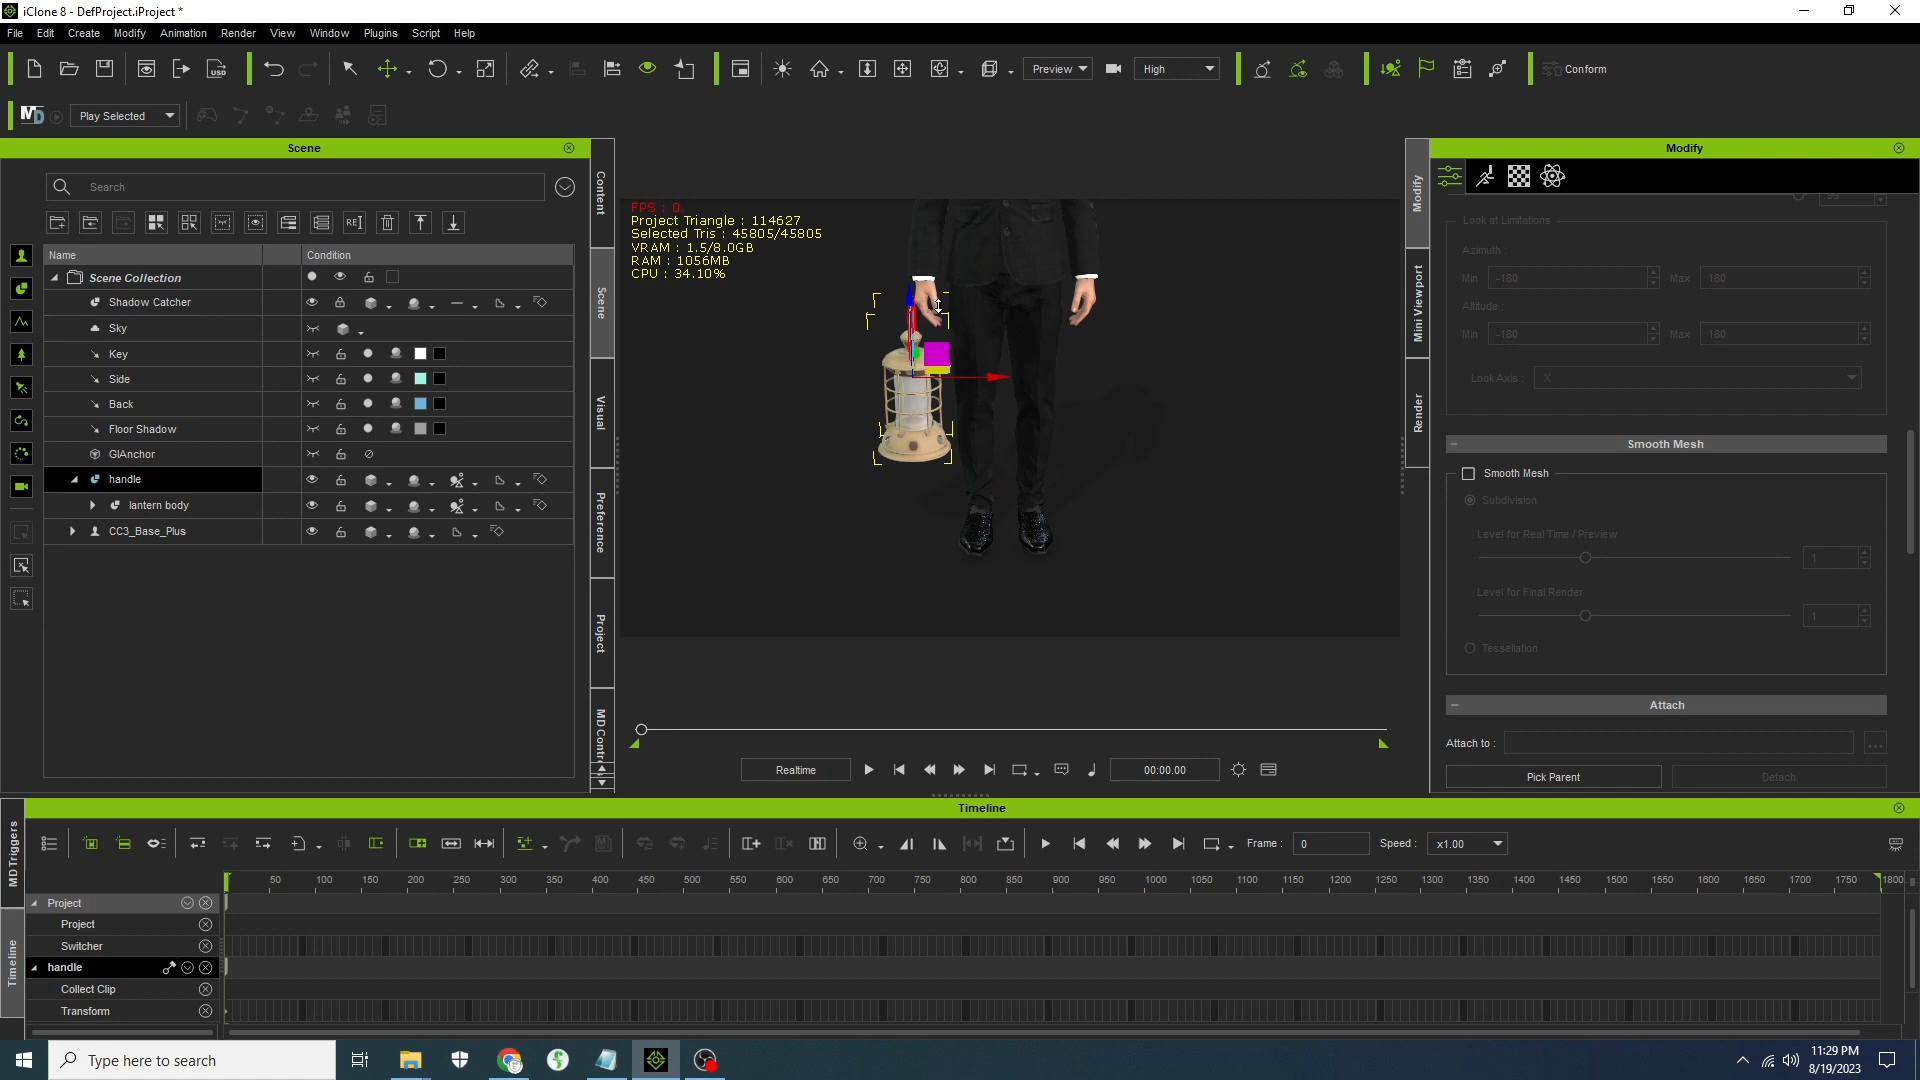 iClone 8 - DefProject.iProject *
File Edit Create Modify Animation Render View Window Plugins Script Help
Preview High Conform
MD Play Selected
Scene
Search
REI
Name Condition
Scene Collection
Shadow Catcher
Sky
Key
Side
Back
Floor Shadow
GIAnchor
handle
lantern body
CC3_Base_Plus
Content
Scene
Visual
Preference
Project
MD Contr
FPS : 0.
Project Triangle : 114627
Selected Tris : 45805/45805
VRAM : 1.5/8.0GB
RAM : 1056MB
CPU : 34.10%
Realtime 00:00.00
Modify
Mini Viewport
Render
Modify
99
Look at Limitations
Azimuth :
Min -180 Max 180
Altitude :
Min -180 Max 180
Look Axis : X
Smooth Mesh
Smooth Mesh
Subdivision
Level for Real Time / Preview
1
Level for Final Render
1
Tessellation
Attach
Attach to :
Pick Parent Detach
Timeline
MD Triggers
Timeline
Frame : 0 Speed : x1.00
50 100 150 200 250 300 350 400 450 500 550 600 650 700 750 800 850 900 950 1000 1050 1100 1150 1200 1250 1300 1350 1400 1450 1500 1550 1600 1650 1700 1750 1800
Project
Project
Switcher
handle
Collect Clip
Transform
Type here to search
11:29 PM
8/19/2023